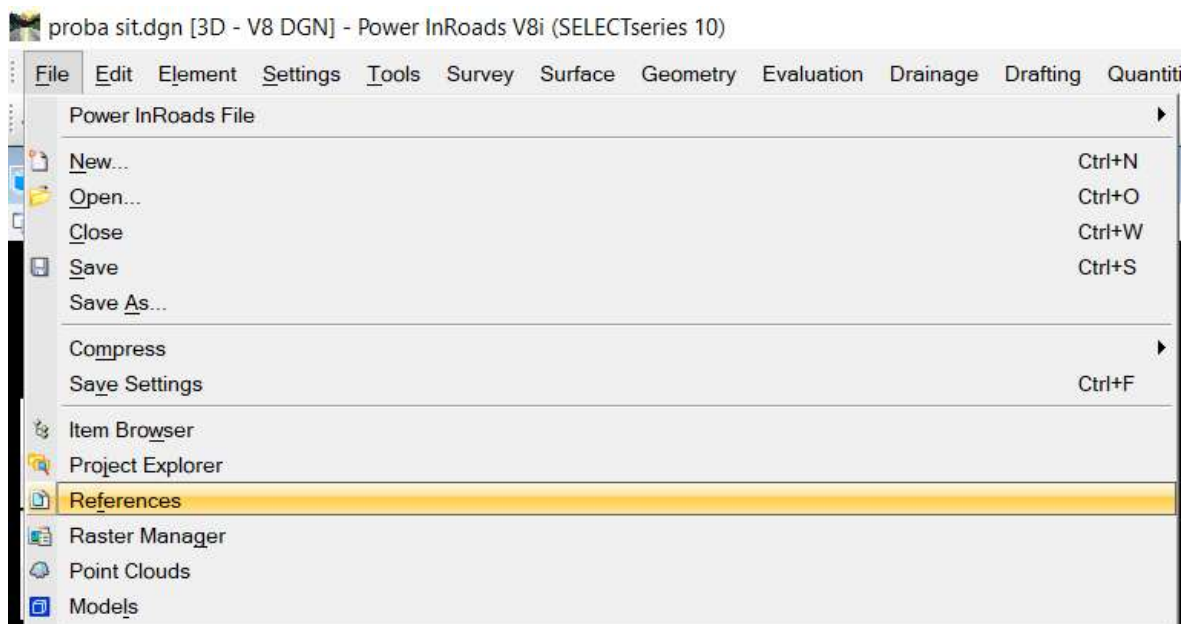 proba sit.dgn [3D - V8 DGN] - Power InRoads V8i (SELECTseries 10)
File Edit Element Settings Tools Survey Surface Geometry Evaluation Drainage Drafting Quantiti
Power InRoads File
New... Ctrl+N
Open... Ctrl+O
Close Ctrl+W
Save Ctrl+S
Save As...
Compress
Save Settings Ctrl+F
Item Browser
Project Explorer
References
Raster Manager
Point Clouds
Models